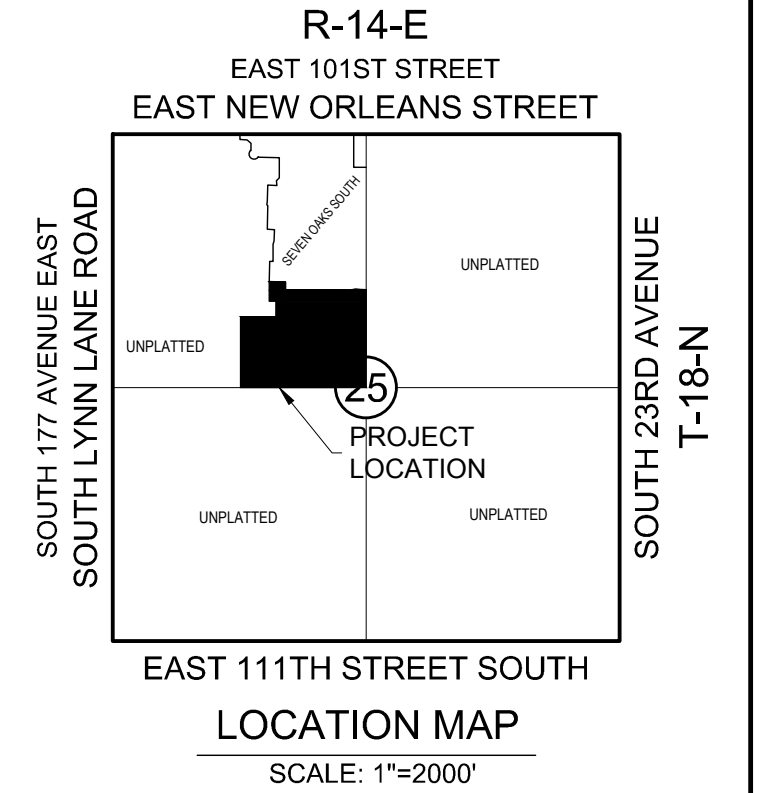 R-14-E
EAST 101ST STREET
EAST NEW ORLEANS STREET
SOUTH 177 AVENUE EAST
SOUTH LYNN LANE ROAD
SEVEN OAKS SOUTH
UNPLATTED
UNPLATTED
SOUTH 23RD AVENUE
T-18-N
25
PROJECT
LOCATION
UNPLATTED
UNPLATTED
EAST 111TH STREET SOUTH
LOCATION MAP
SCALE: 1"=2000'